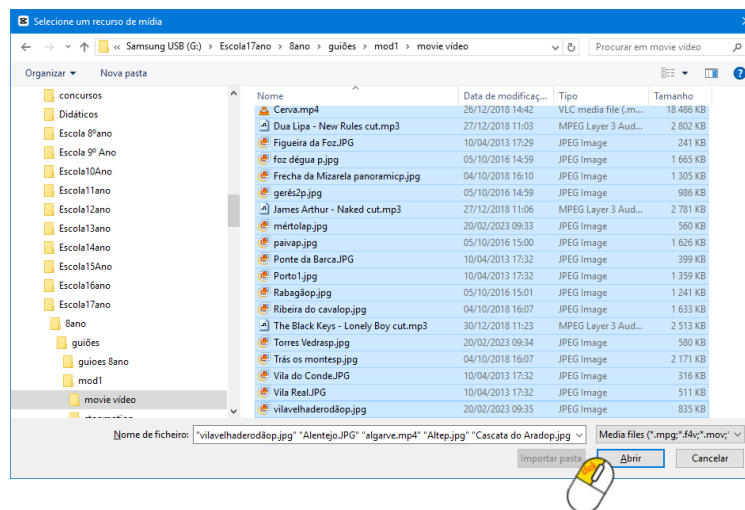 Selecione um recurso de mídia
« Samsung USB (G:) › Escola17ano › 8ano › guiões › mod1 › movie vídeo
Procurar em movie vídeo
Organizar Nova pasta
concursos
Didáticos
Escola 8ºano
Escola 9º Ano
Escola10Ano
Escola11ano
Escola12ano
Escola13ano
Escola14ano
Escola15Ano
Escola16ano
Escola17ano
8ano
guiões
guioes 8ano
mod1
movie vídeo
Nome Data de modificaç... Tipo Tamanho
Cerva.mp4 26/12/2018 14:42 VLC media file (.m... 18 486 KB
Dua Lipa - New Rules cut.mp3 27/12/2018 11:03 MPEG Layer 3 Aud... 2 802 KB
Figueira da Foz.JPG 10/04/2013 17:29 JPEG Image 241 KB
foz dégua p.jpg 05/10/2016 14:59 JPEG Image 1 665 KB
Frecha da Mizarela panoramicp.jpg 04/10/2018 16:10 JPEG Image 1 305 KB
gerês2p.jpg 05/10/2016 14:59 JPEG Image 986 KB
James Arthur - Naked cut.mp3 27/12/2018 11:06 MPEG Layer 3 Aud... 2 781 KB
mértolap.jpg 20/02/2023 09:33 JPEG Image 560 KB
paivap.jpg 05/10/2016 15:00 JPEG Image 1 626 KB
Ponte da Barca.JPG 10/04/2013 17:32 JPEG Image 399 KB
Porto1.jpg 10/04/2013 17:32 JPEG Image 1 359 KB
Rabagãop.jpg 05/10/2016 15:01 JPEG Image 1 241 KB
Ribeira do cavalop.jpg 04/10/2018 16:07 JPEG Image 1 633 KB
The Black Keys - Lonely Boy cut.mp3 30/12/2018 11:23 MPEG Layer 3 Aud... 2 513 KB
Torres Vedrasp.jpg 20/02/2023 09:34 JPEG Image 580 KB
Trás os montesp.jpg 04/10/2018 16:07 JPEG Image 2 171 KB
Vila do Conde.JPG 10/04/2013 17:32 JPEG Image 316 KB
Vila Real.JPG 10/04/2013 17:32 JPEG Image 511 KB
vilavelhaderodãop.jpg 20/02/2023 09:35 JPEG Image 835 KB
Nome de ficheiro: "vilavelhaderodãop.jpg" "Alentejo.JPG" "algarve.mp4" "Altep.jpg" "Cascata do Aradop.jpg
Media files (*.mpg;*.f4v;*.mov;*
Importar pasta Abrir Cancelar